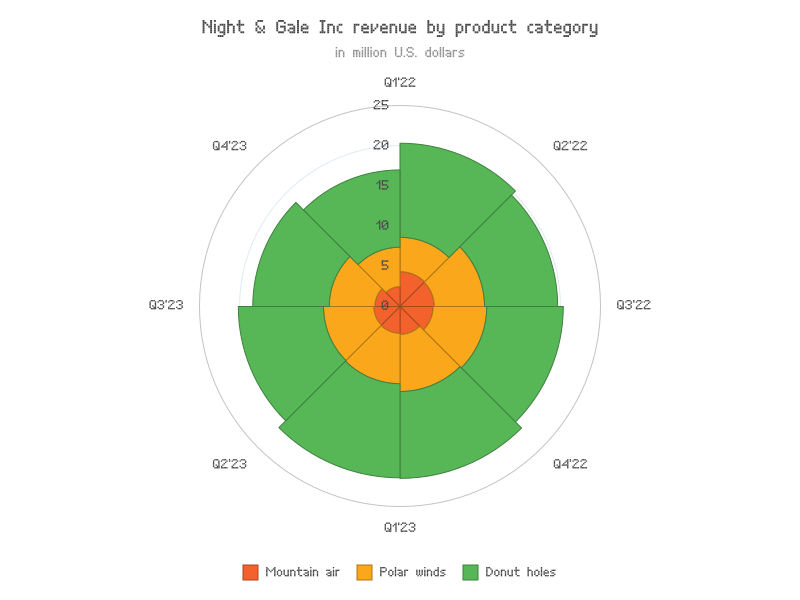 Night & Gale Inc revenue by product category
in million U.S. dollars
Q1'22
25
Q4'23
20
Q2'22
15
10
5
Q3'23
0
Q3'22
Q2'23
Q4'22
Q1'23
Mountain air
Polar winds
Donut holes